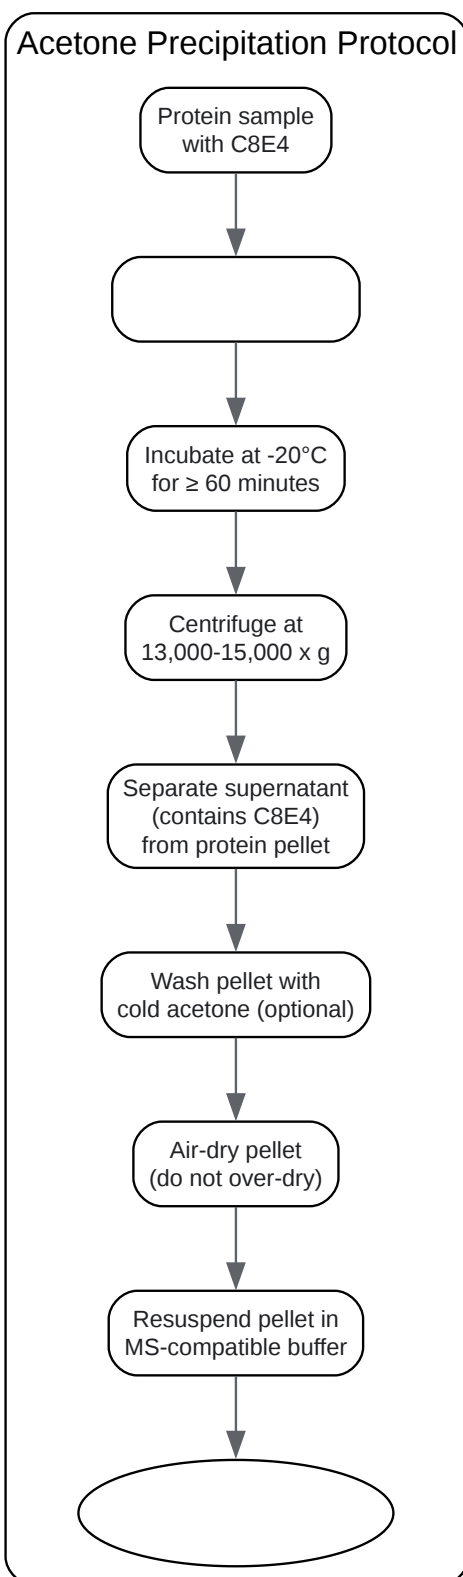 Acetone Precipitation Protocol
Protein sample
with C8E4
Incubate at -20°C
for ≥ 60 minutes
Centrifuge at
13,000-15,000 x g
Separate supernatant
(contains C8E4)
from protein pellet
Wash pellet with
cold acetone (optional)
Air-dry pellet
(do not over-dry)
Resuspend pellet in
MS-compatible buffer